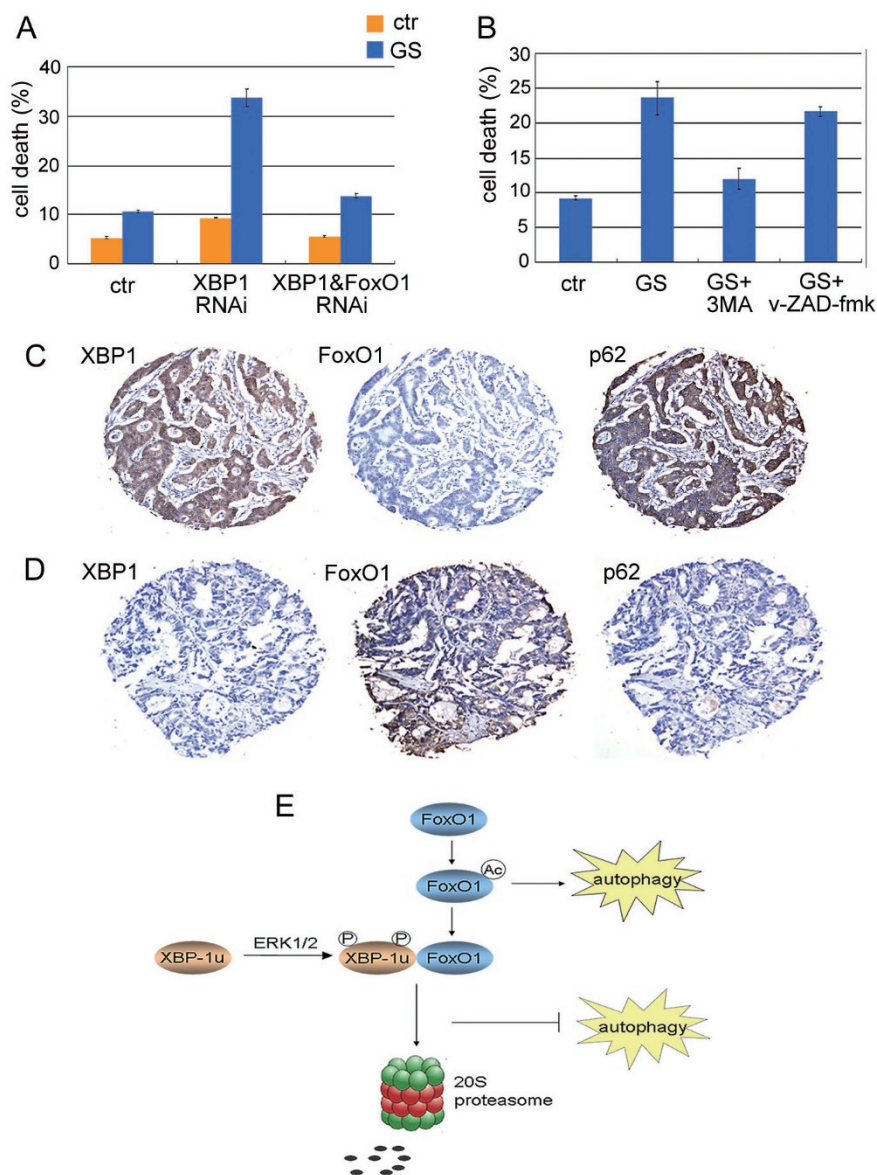 A
ctr
GS
cell death (%)
40
30
20
10
0
ctr
XBP1
RNAi
XBP1&FoxO1
RNAi
B
cell death (%)
30
25
20
15
10
5
0
ctr
GS
GS+
3MA
GS+
v-ZAD-fmk
C
XBP1
FoxO1
p62
D
XBP1
FoxO1
p62
E
FoxO1
Ac
FoxO1
autophagy
XBP-1u
ERK1/2
P
P
XBP-1u
FoxO1
autophagy
20S
proteasome